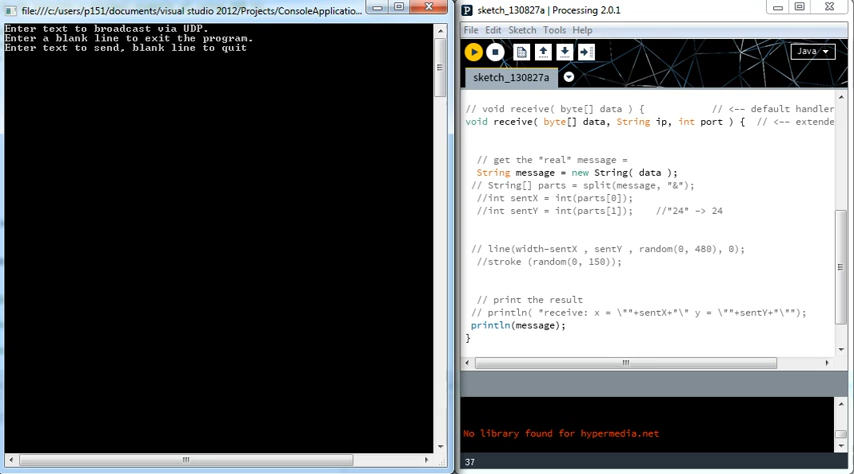 file:///c:/users/p151/documents/visual studio 2012/Projects/ConsoleApplicatio...
Enter text to broadcast via UDP.
Enter a blank line to exit the program.
Enter text to send, blank line to quit
sketch_130827a | Processing 2.0.1
File Edit Sketch Tools Help
Java
sketch_130827a
// void receive( byte[] data ) { // <-- default handler
void receive( byte[] data, String ip, int port ) { // <-- extende
// get the "real" message =
String message = new String( data );
// String[] parts = split(message, "&");
//int sentX = int(parts[0]);
//int sentY = int(parts[1]); //"24" -> 24
// line(width-sentX , sentY , random(0, 480), 0);
//stroke (random(0, 150));
// print the result
// println( "receive: x = \""+sentX+"\" y = \""+sentY+"\"");
println(message);
}
No library found for hypermedia.net
37